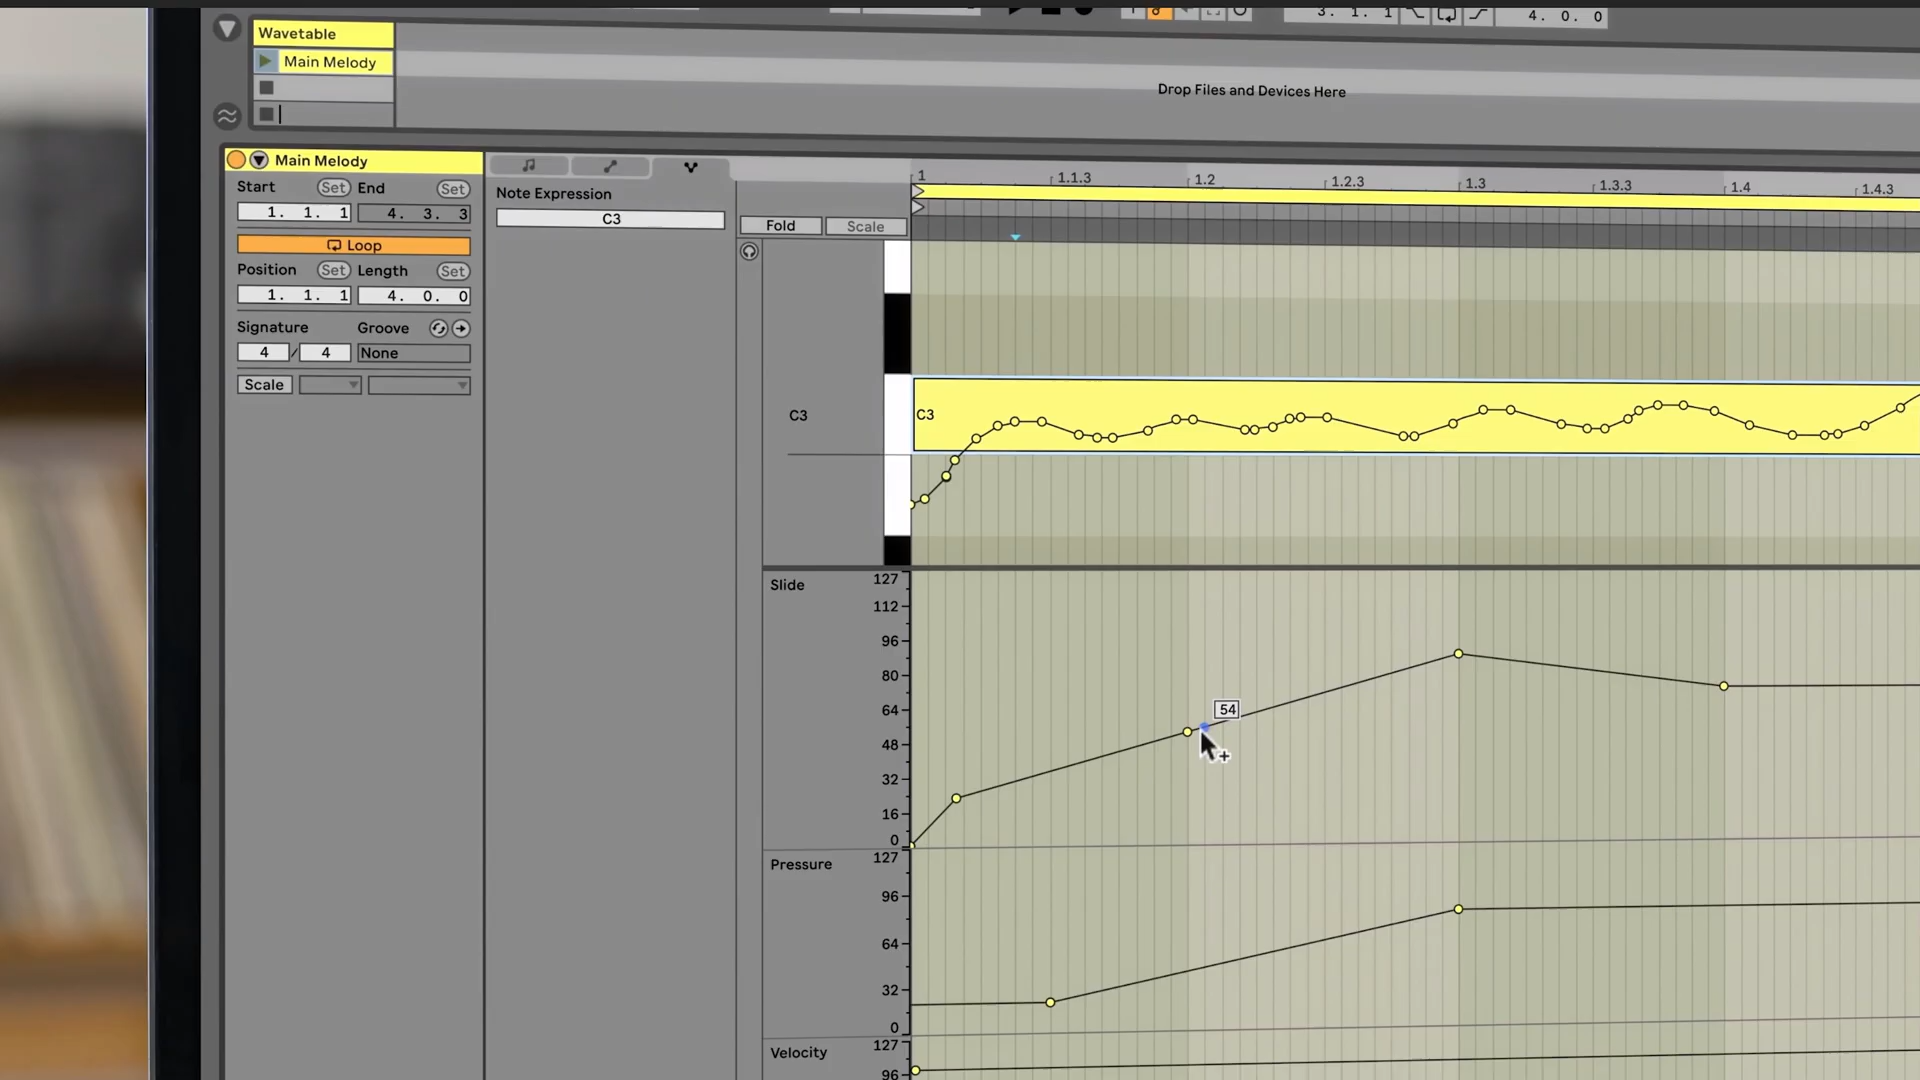 3. 1. 1
4. 0. 0
Wavetable
Main Melody
Drop Files and Devices Here
Main Melody
Start Set End Set
1. 1. 1 4. 3. 3
Loop
Position Set Length Set
1. 1. 1 4. 0. 0
Signature Groove
4 / 4 None
Scale
Note Expression
C3
Fold Scale
1 1.1.3 1.2 1.2.3 1.3 1.3.3 1.4 1.4.3
C3 C3
Slide
127
112
96
80
64
54
48
32
16
0
Pressure
127
96
64
32
0
Velocity
127
96